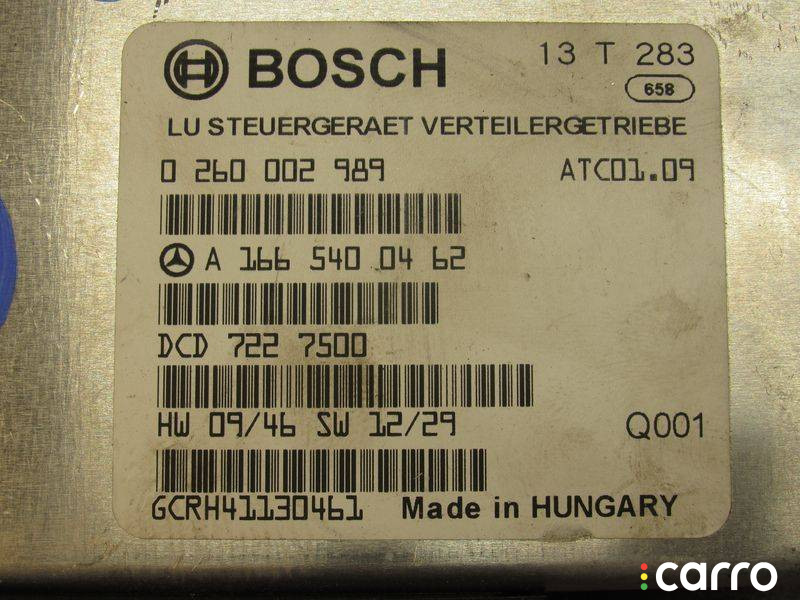 BOSCH 13 T 283
658
LU STEUERGERAET VERTEILERGETRIEBE
0 260 002 989 ATC01.09
A 166 540 04 62
DCD 722 7500
HW 09/46 SW 12/29 Q001
GCRH41130461 Made in HUNGARY
carro